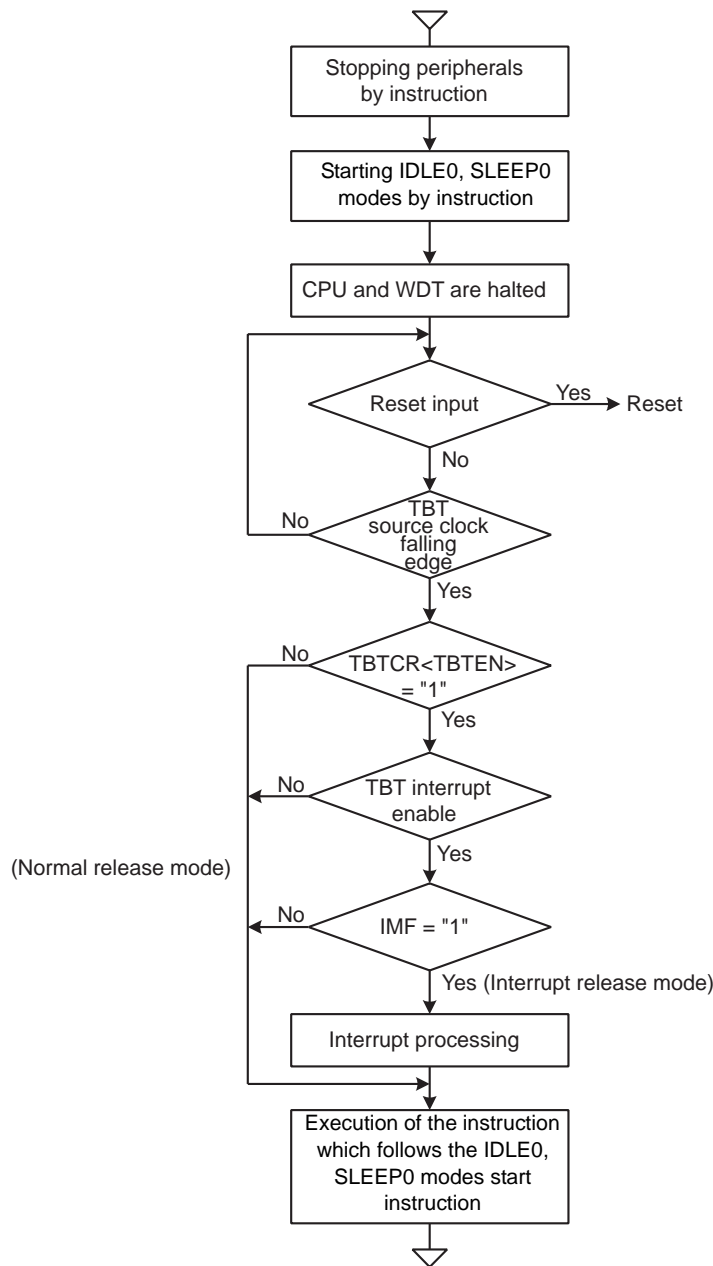 Stopping peripherals
by instruction
Starting IDLE0, SLEEP0
modes by instruction
CPU and WDT are halted
Reset input
Yes
Reset
No
No
TBT
source clock
falling
edge
Yes
No
TBTCR<TBTEN>
= "1"
Yes
No
TBT interrupt
enable
Yes
(Normal release mode)
No
IMF = "1"
Yes (Interrupt release mode)
Interrupt processing
Execution of the instruction
which follows the IDLE0,
SLEEP0 modes start
instruction